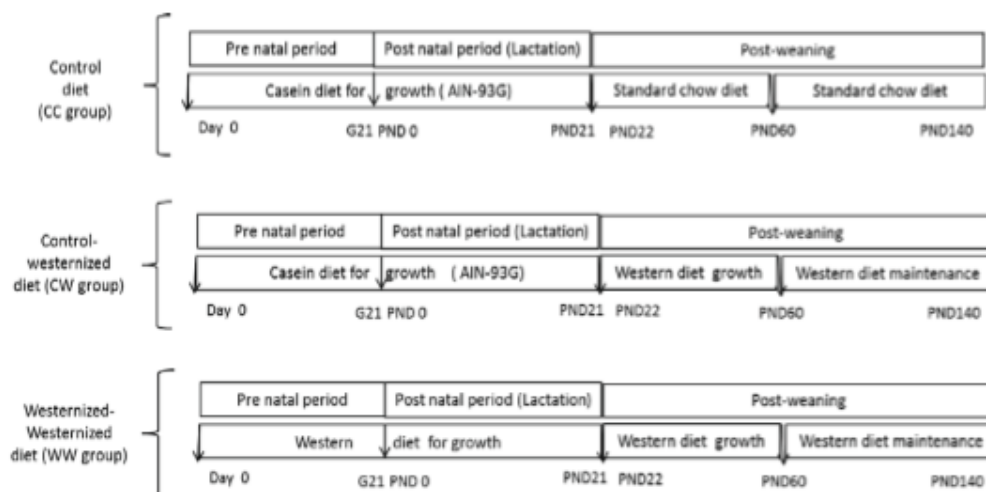 Control
diet
(CC group)
Pre natal period
Post natal period (Lactation)
Post-weaning
Casein diet for growth ( AIN-93G)
Standard chow diet
Standard chow diet
Day 0
G21 PND 0
PND21
PND22
PND60
PND140
Control-
westernized
diet (CW group)
Pre natal period
Post natal period (Lactation)
Post-weaning
Casein diet for growth ( AIN-93G)
Western diet growth
Western diet maintenance
Day 0
G21 PND 0
PND21
PND22
PND60
PND140
Westernized-
Westernized
diet (WW group)
Pre natal period
Post natal period (Lactation)
Post-weaning
Western diet for growth
Western diet growth
Western diet maintenance
Day 0
G21 PND 0
PND21
PND22
PND60
PND140